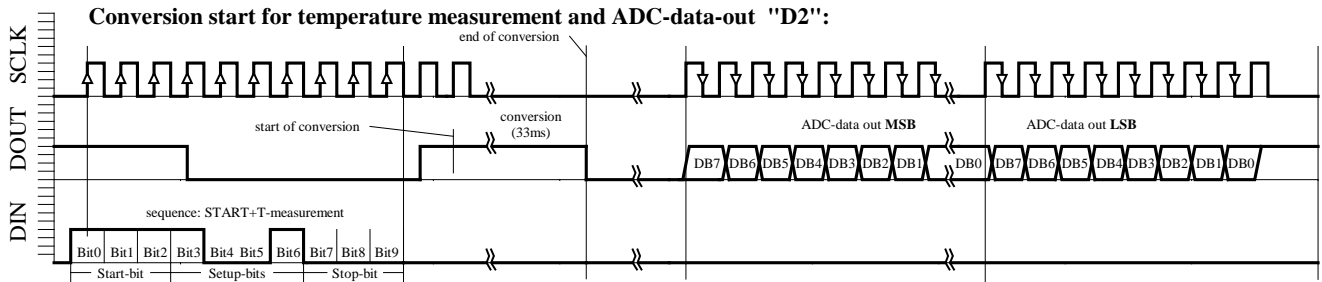 Conversion start for temperature measurement and ADC-data-out "D2":
end of conversion
SCLK
DOUT
start of conversion
conversion
(33ms)
ADC-data out MSB
ADC-data out LSB
DB7 DB6 DB5 DB4 DB3 DB2 DB1 DB0 DB7 DB6 DB5 DB4 DB3 DB2 DB1 DB0
DIN
sequence: START+T-measurement
Bit0 Bit1 Bit2 Bit3 Bit4 Bit5 Bit6 Bit7 Bit8 Bit9
Start-bit Setup-bits Stop-bit